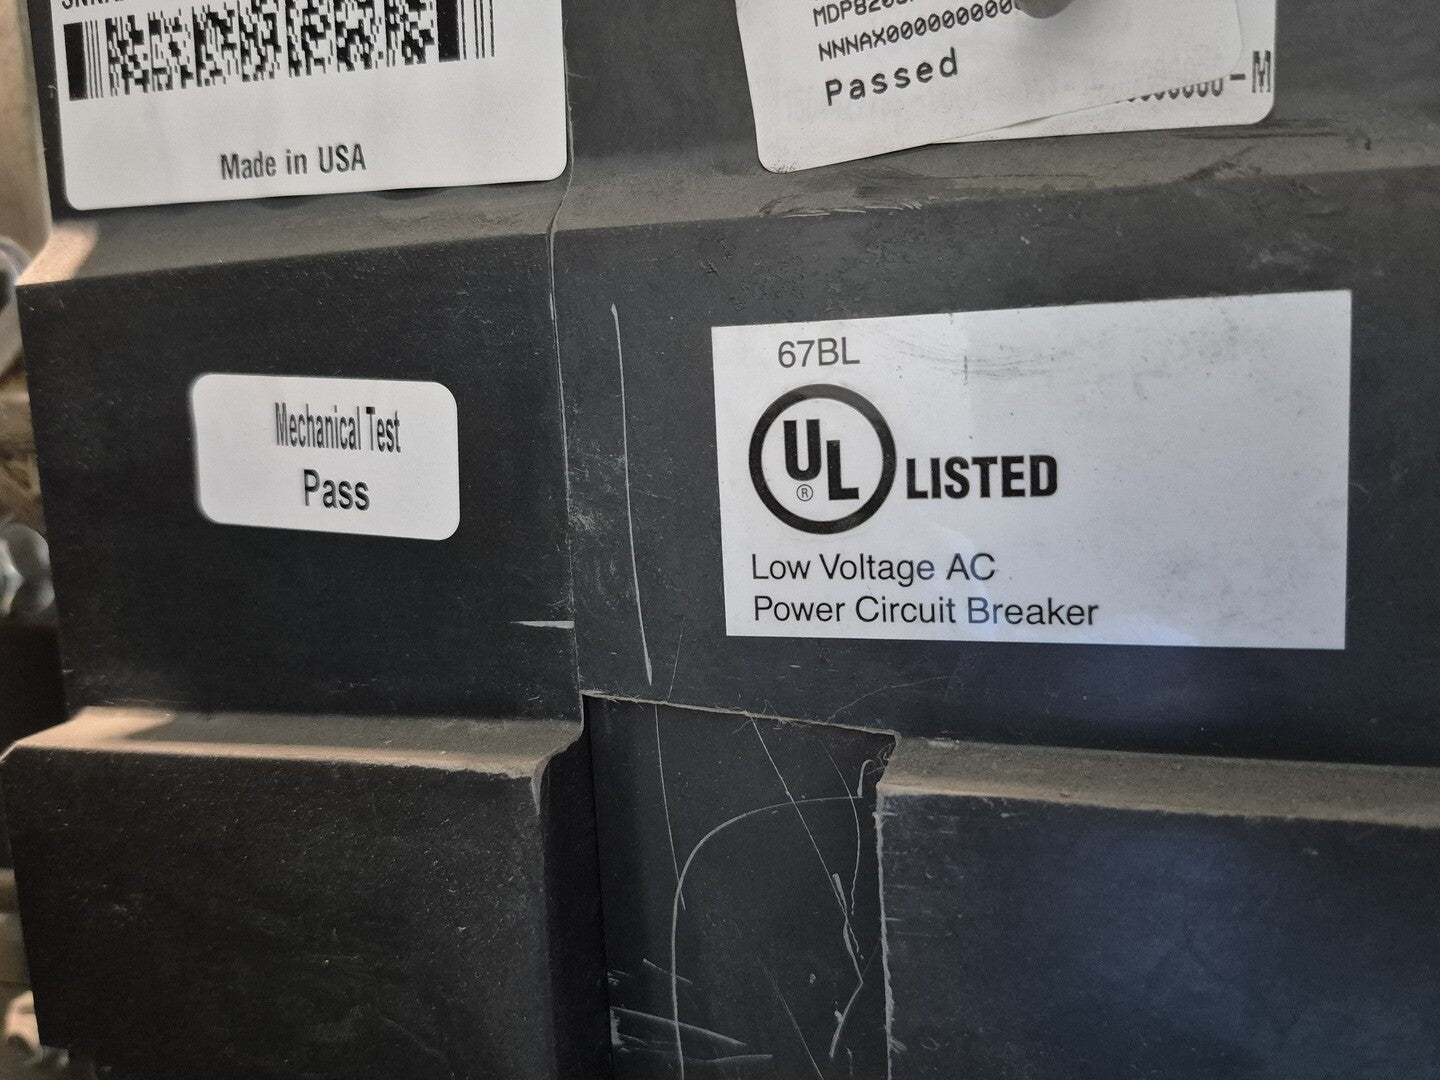 Made in USA
NNNAX000000000
Passed
-M
Mechanical Test
Pass
67BL
UL
®
LISTED
Low Voltage AC
Power Circuit Breaker